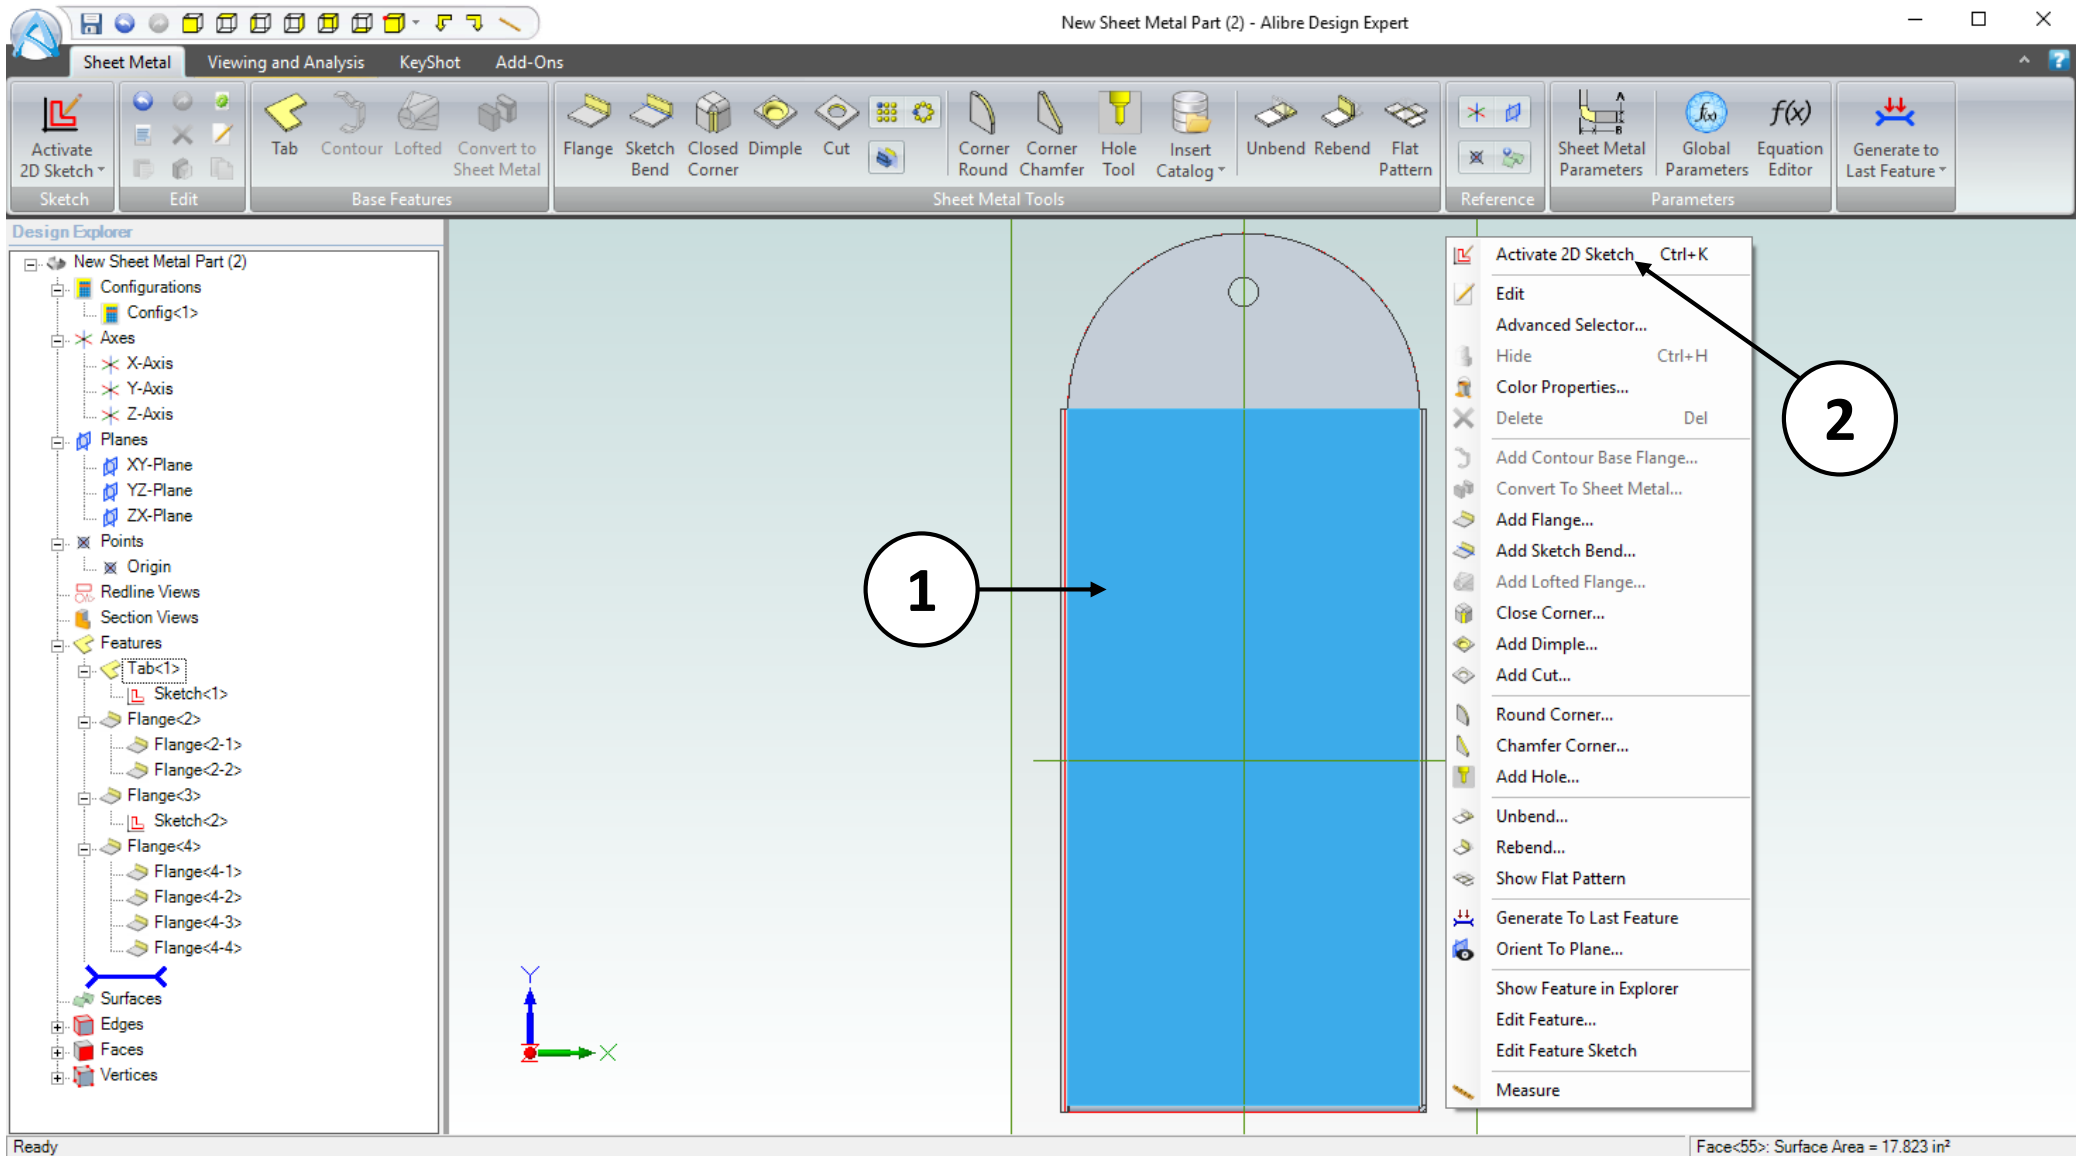 New Sheet Metal Part (2) - Alibre Design Expert
Sheet Metal Viewing and Analysis KeyShot Add-Ons
Activate
2D Sketch
Sketch
Edit
Tab
Contour
Lofted
Convert to
Sheet Metal
Base Features
Flange
Sketch
Bend
Closed
Corner
Dimple
Cut
Corner
Round
Corner
Chamfer
Hole
Tool
Insert
Catalog
Unbend
Rebend
Flat
Pattern
Sheet Metal Tools
Reference
A
B
Sheet Metal
Parameters
f(x)
Global
Parameters
f(x)
Equation
Editor
Parameters
Generate to
Last Feature
?
Design Explorer
New Sheet Metal Part (2)
Configurations
Config<1>
Axes
X-Axis
Y-Axis
Z-Axis
Planes
XY-Plane
YZ-Plane
ZX-Plane
Points
Origin
Redline Views
Section Views
Features
Tab<1>
Sketch<1>
Flange<2>
Flange<2-1>
Flange<2-2>
Flange<3>
Sketch<2>
Flange<4>
Flange<4-1>
Flange<4-2>
Flange<4-3>
Flange<4-4>
Surfaces
Edges
Faces
Vertices
Y
X
Z
1
2
Activate 2D Sketch Ctrl+K
Edit
Advanced Selector...
Hide Ctrl+H
Color Properties...
Delete Del
Add Contour Base Flange...
Convert To Sheet Metal...
Add Flange...
Add Sketch Bend...
Add Lofted Flange...
Close Corner...
Add Dimple...
Add Cut...
Round Corner...
Chamfer Corner...
Add Hole...
Unbend...
Rebend...
Show Flat Pattern
Generate To Last Feature
Orient To Plane...
Show Feature in Explorer
Edit Feature...
Edit Feature Sketch
Measure
Ready
Face<55>: Surface Area = 17.823 in²